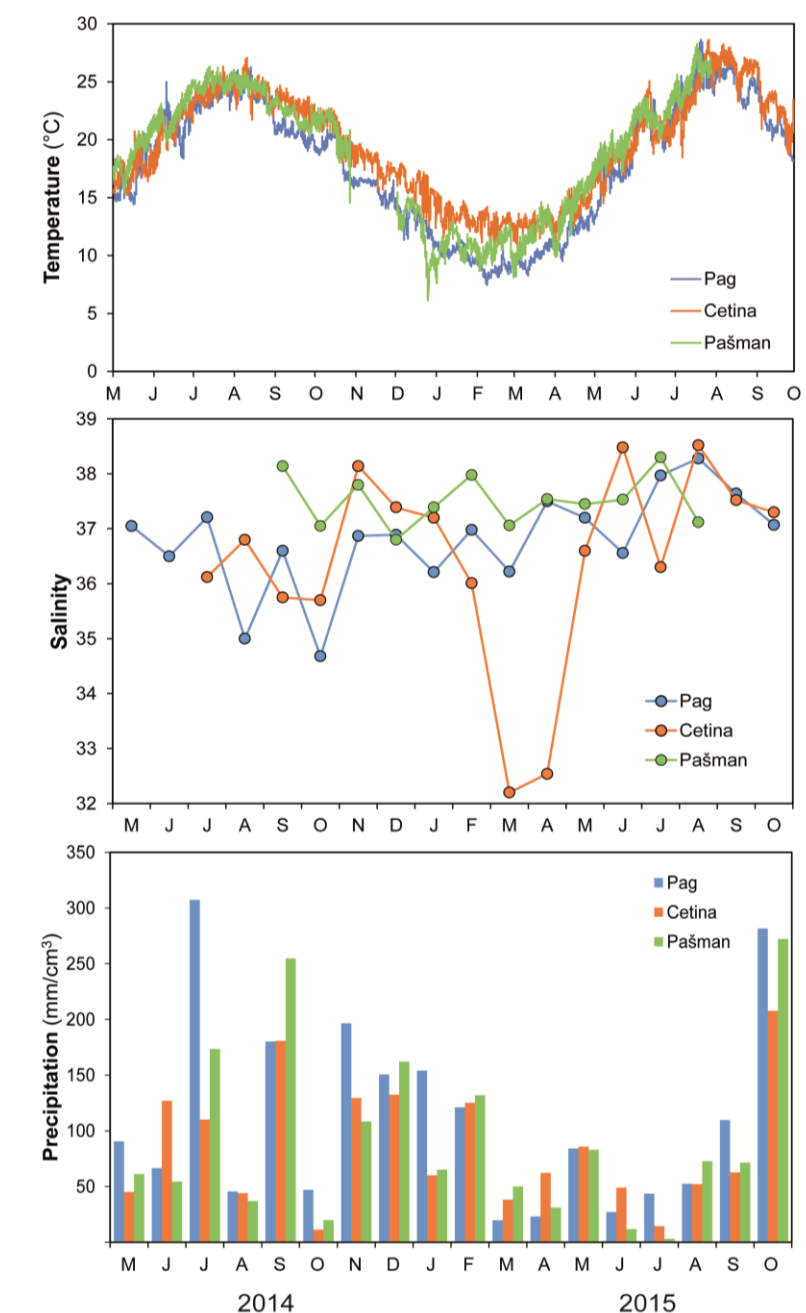 Temperature (°C)
30
25
20
15
10
5
0
Pag
Cetina
Pašman
M J J A S O N D J F M A M J J A S O
Salinity
39
38
37
36
35
34
33
32
Pag
Cetina
Pašman
M J J A S O N D J F M A M J J A S O
Precipitation (mm/cm³)
350
300
250
200
150
100
50
Pag
Cetina
Pašman
M J J A S O N D J F M A M J J A S O
2014 2015